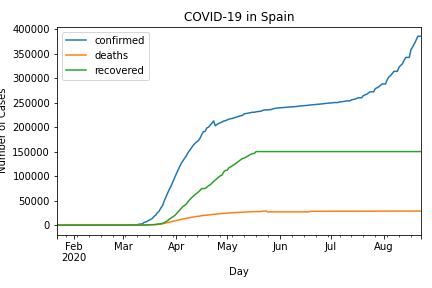 COVID-19 in Spain
400000
350000
300000
250000
200000
150000
100000
50000
0
Number of Cases
confirmed
deaths
recovered
Feb Mar Apr May Jun Jul Aug
2020
Day